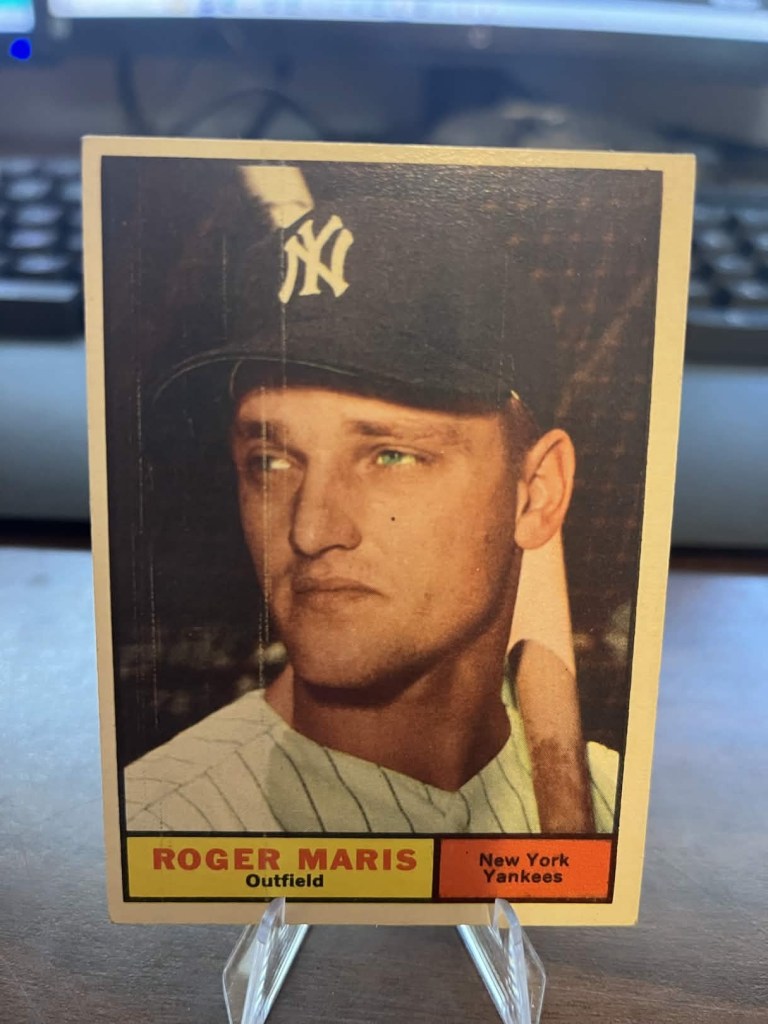 NY
ROGER MARIS
Outfield
New York
Yankees